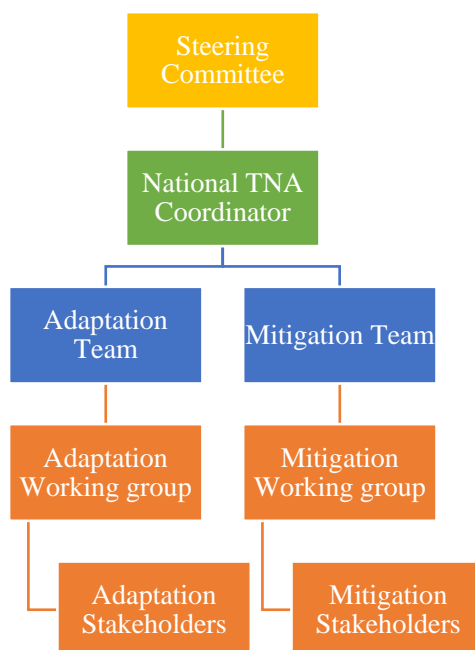 Steering
Committee
National TNA
Coordinator
Adaptation
Team
Mitigation Team
Adaptation
Working group
Mitigation
Working group
Adaptation
Stakeholders
Mitigation
Stakeholders